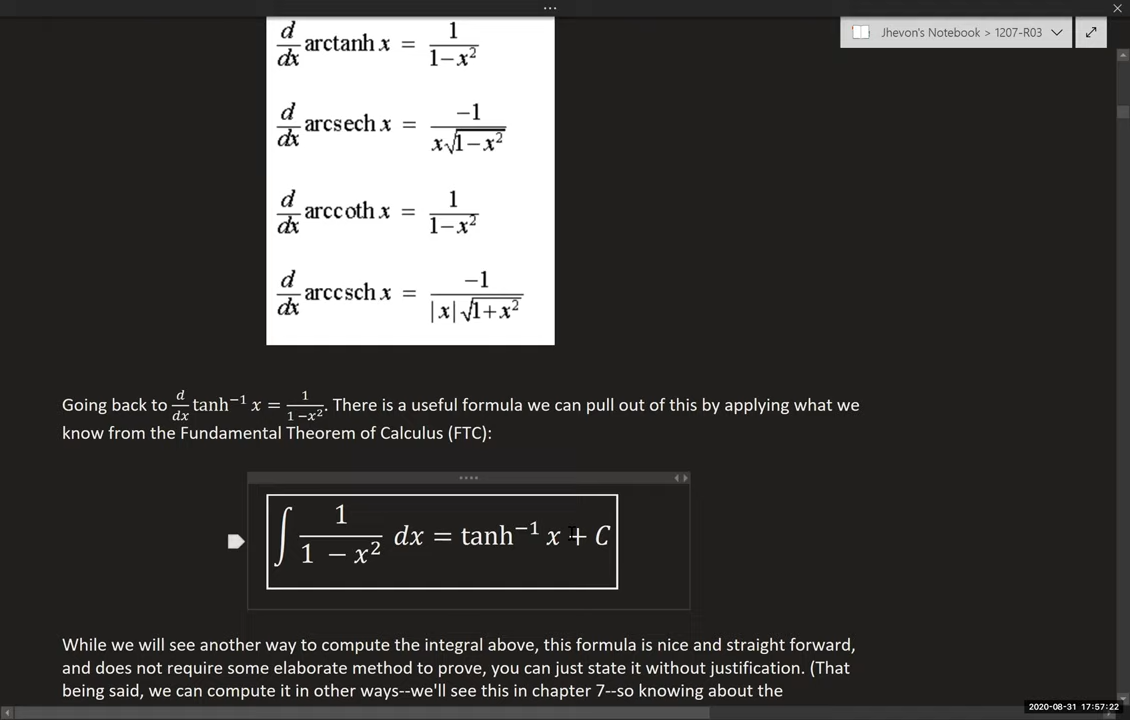 Jhevon's Notebook > 1207-R03
d/dx arctanh x = 1/(1−x²)
d/dx arcsech x = −1/(x√(1−x²))
d/dx arccoth x = 1/(1−x²)
d/dx arccsch x = −1/(|x|√(1+x²))
Going back to d/dx tanh⁻¹ x = 1/(1−x²). There is a useful formula we can pull out of this by applying what we
know from the Fundamental Theorem of Calculus (FTC):
∫ 1/(1 − x²) dx = tanh⁻¹ x + C
While we will see another way to compute the integral above, this formula is nice and straight forward,
and does not require some elaborate method to prove, you can just state it without justification. (That
being said, we can compute it in other ways--we'll see this in chapter 7--so knowing about the
2020-08-31 17:57:22